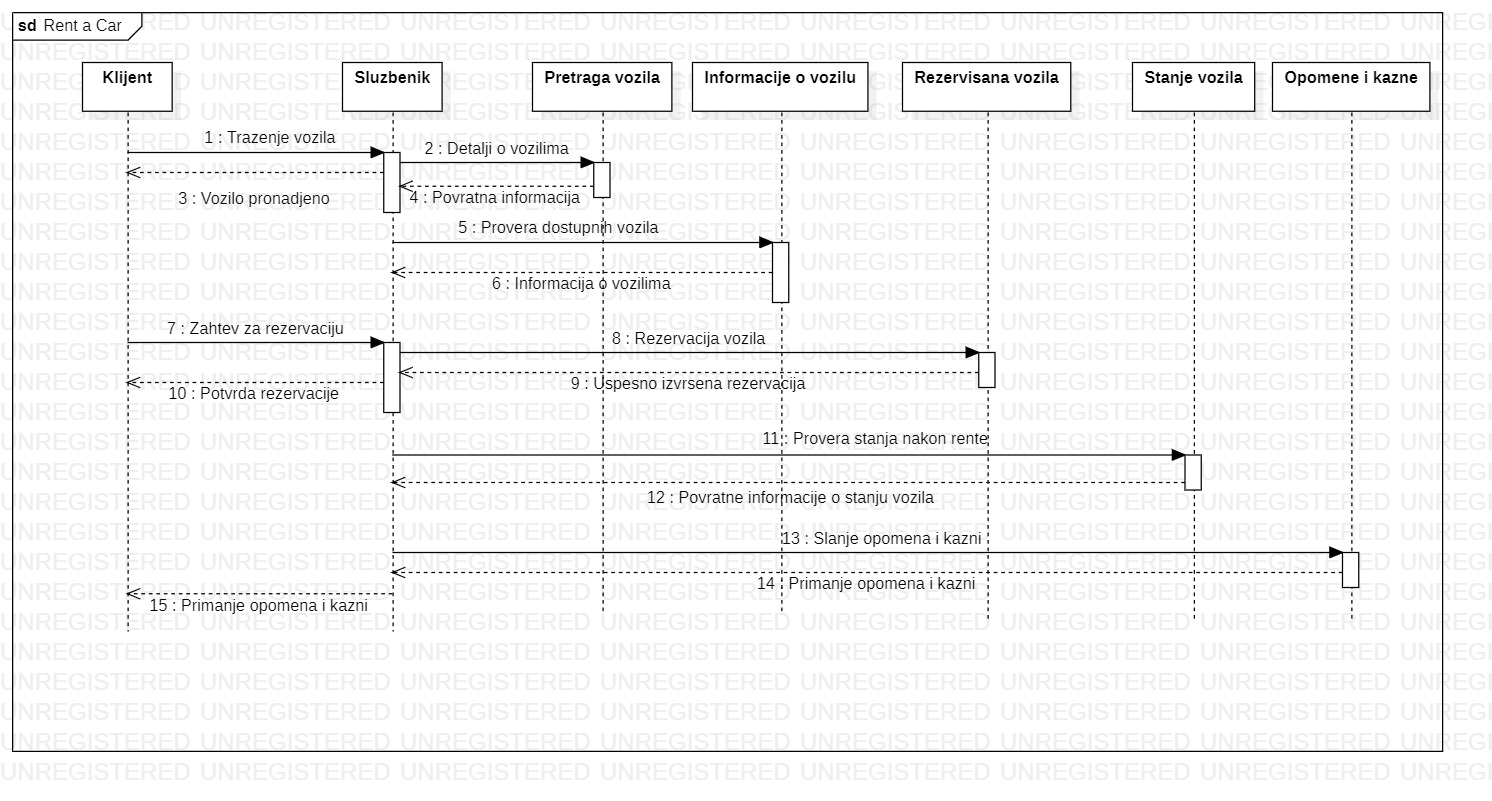 sd Rent a Car
Klijent
Sluzbenik
Pretraga vozila
Informacije o vozilu
Rezervisana vozila
Stanje vozila
Opomene i kazne
1 : Trazenje vozila
2 : Detalji o vozilima
3 : Vozilo pronadjeno
4 : Povratna informacija
5 : Provera dostupnih vozila
6 : Informacija o vozilima
7 : Zahtev za rezervaciju
8 : Rezervacija vozila
9 : Uspesno izvrsena rezervacija
10 : Potvrda rezervacije
11 : Provera stanja nakon rente
12 : Povratne informacije o stanju vozila
13 : Slanje opomena i kazni
14 : Primanje opomena i kazni
15 : Primanje opomena i kazni
UNREGISTERED